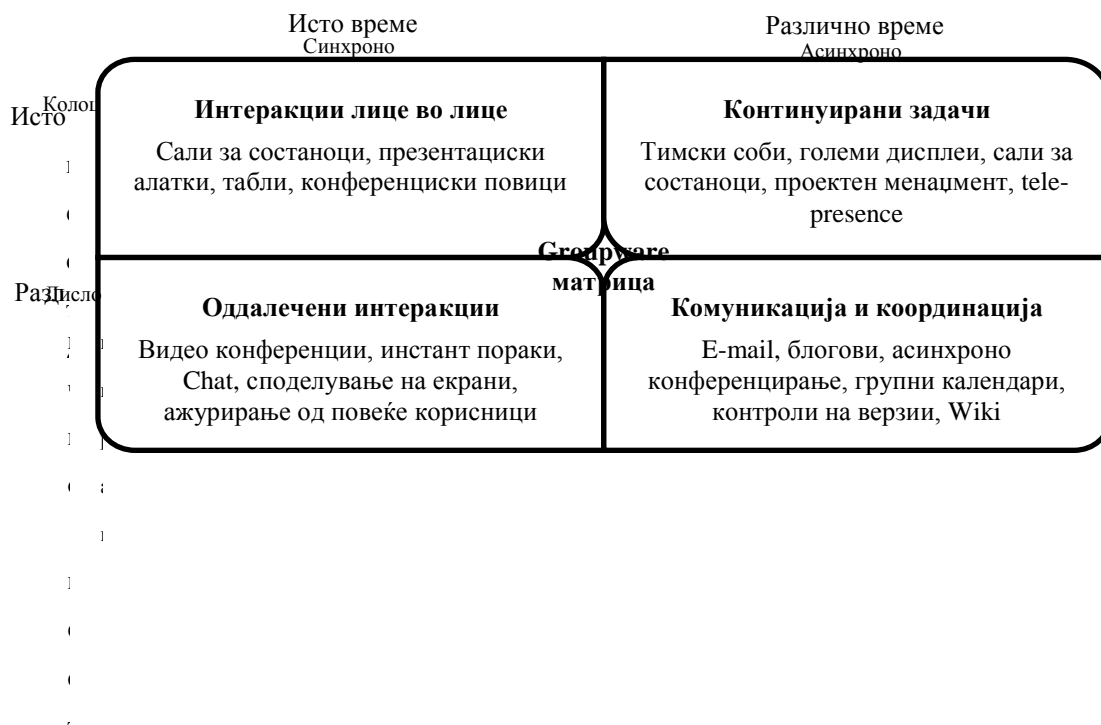 Исто време
Синхроно
Различно време
Асинхроно
Исто
Интеракции лице во лице
Сали за состаноци, презентациски
алатки, табли, конференциски повици
Континуирани задачи
Тимски соби, големи дисплеи, сали за
состаноци, проектен менаџмент, tele-
presence
Groupware
матрица
Оддалечени интеракции
Видео конференции, инстант пораки,
Chat, споделување на екрани,
ажурирање од повеќе корисници
Комуникација и координација
E-mail, блогови, асинхроно
конференцирање, групни календари,
контроли на верзии, Wiki